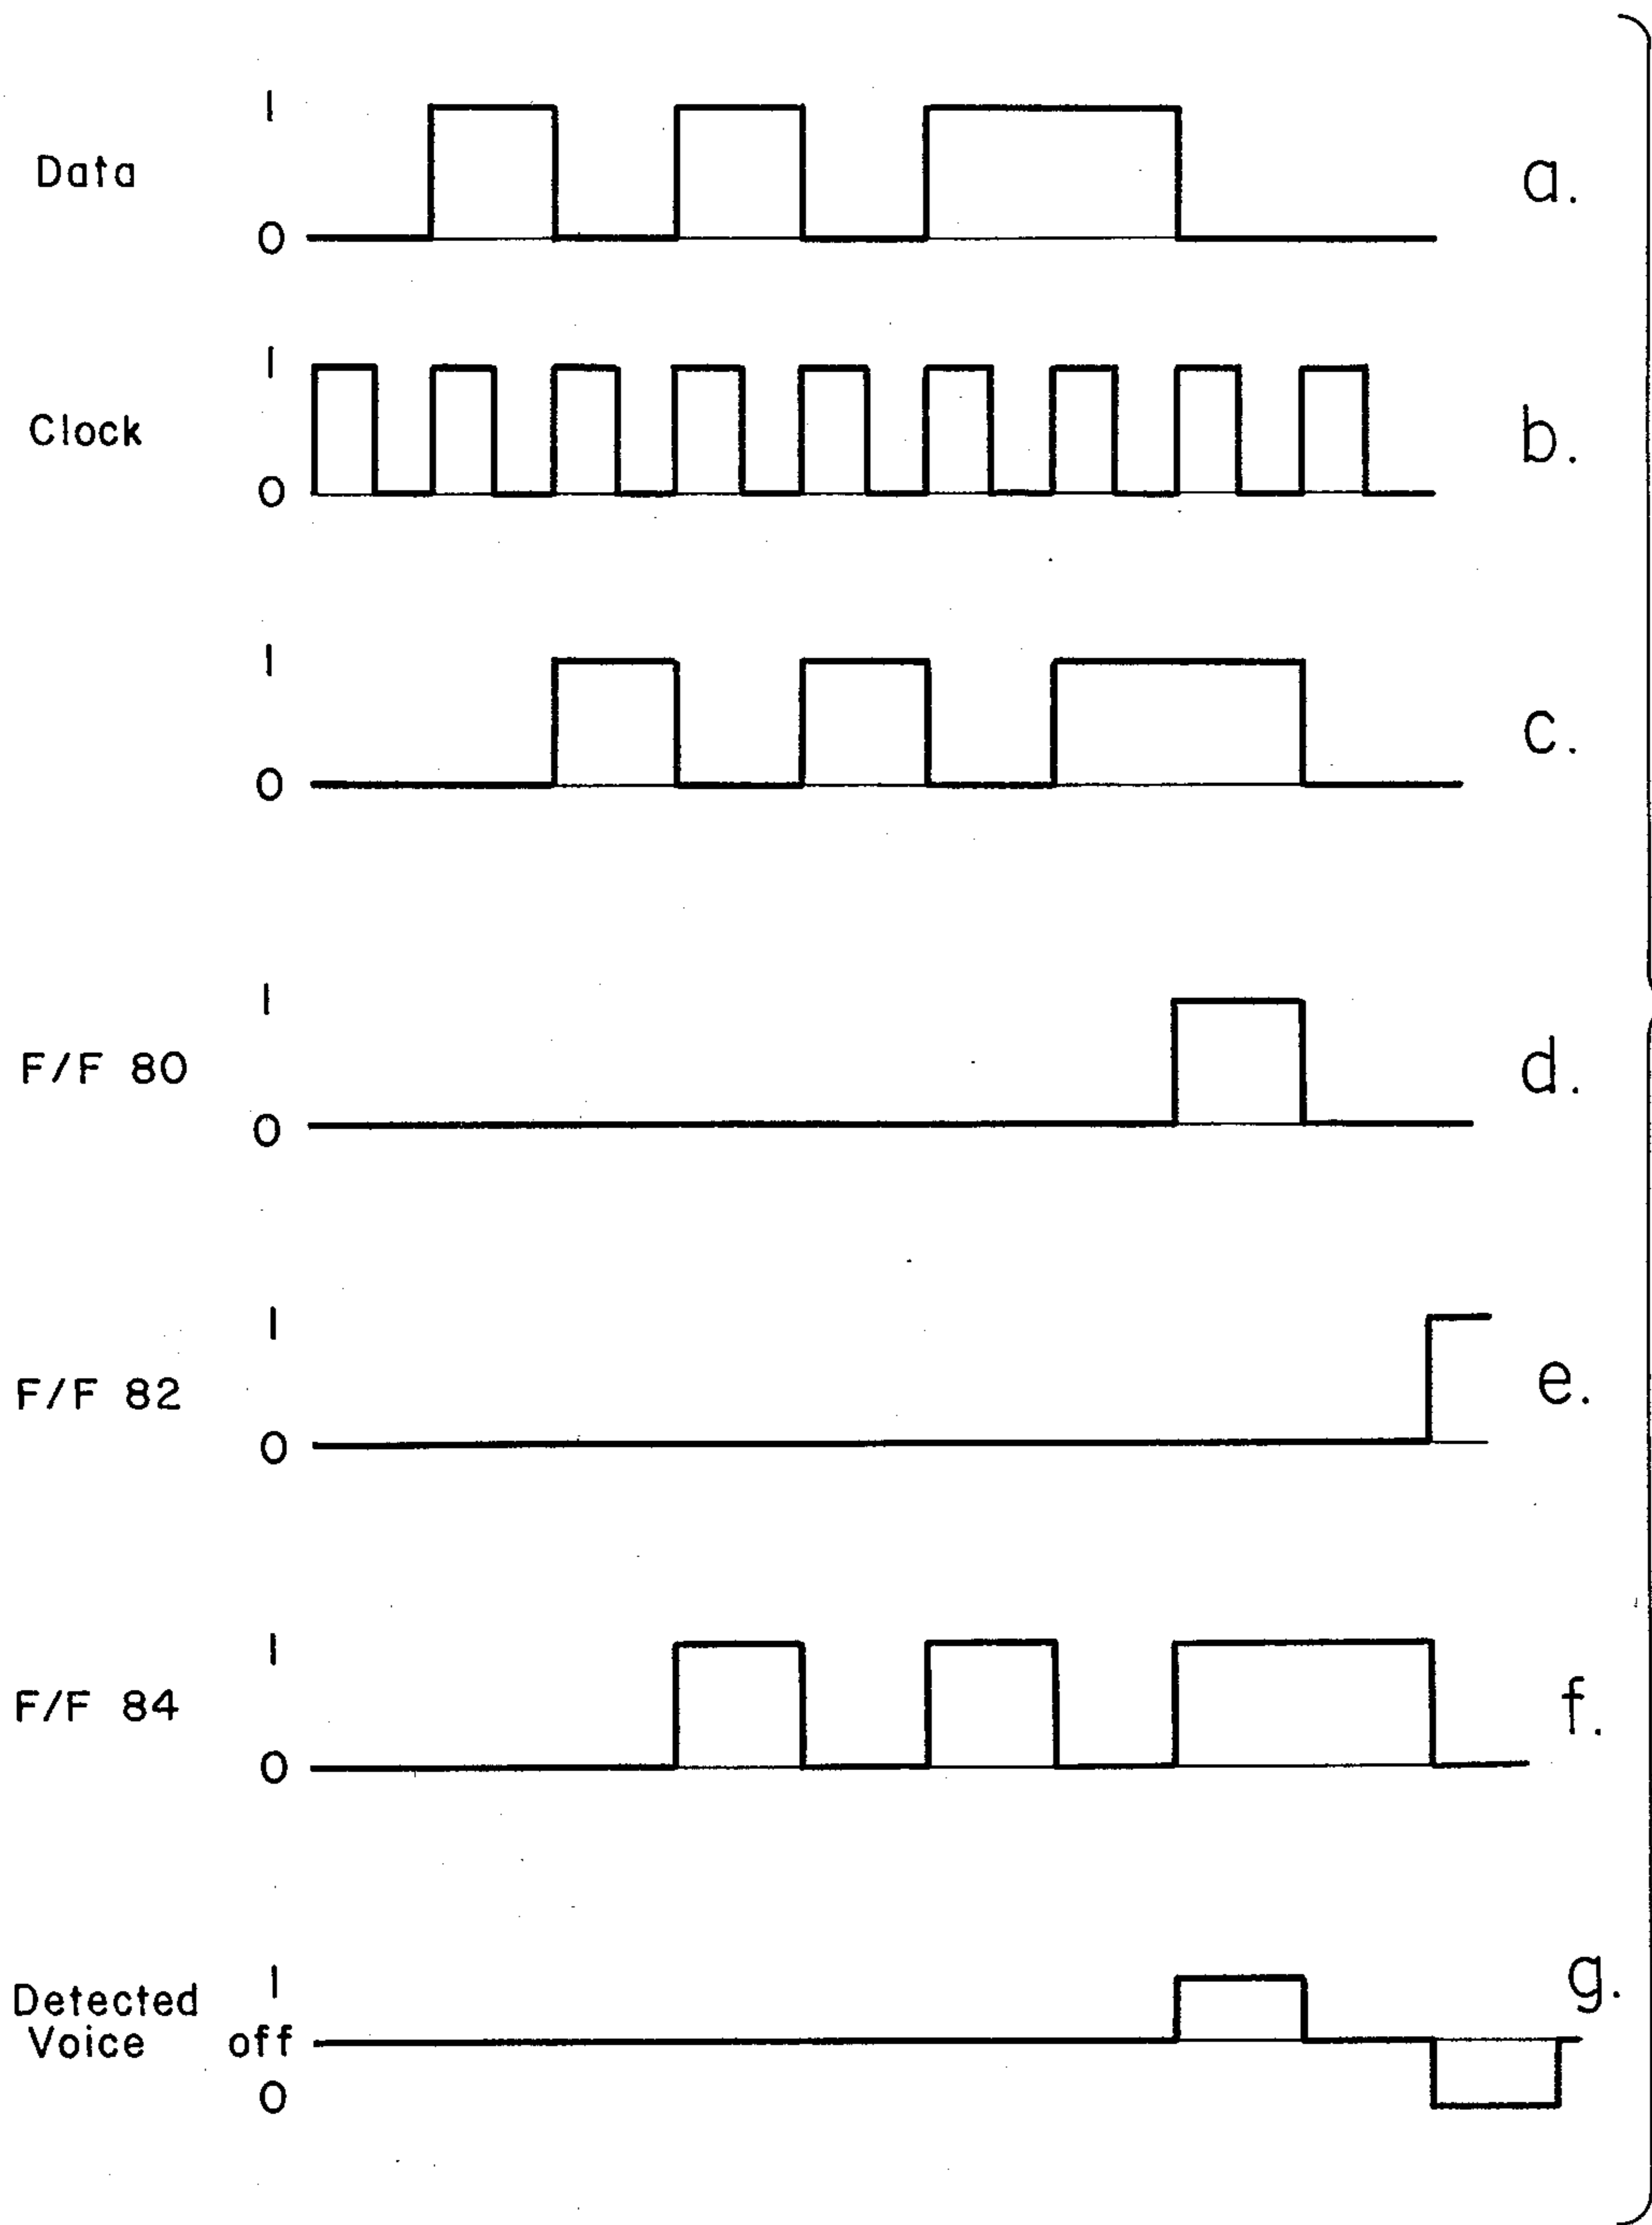 1
Data
0
a.
1
Clock
0
b.
1
0
c.
1
F/F 80
0
d.
1
F/F 82
0
e.
1
F/F 84
0
f.
1
Detected
Voice
off
0
g.